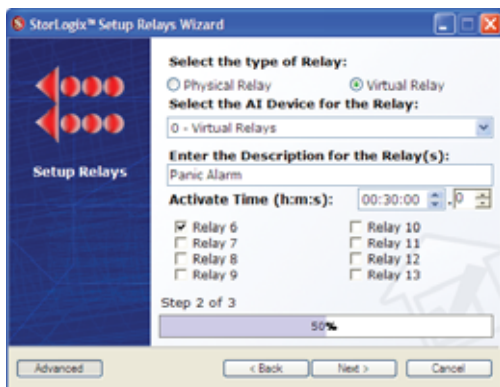 StorLogix™ Setup Relays Wizard
Select the type of Relay:
Physical Relay Virtual Relay
Select the AI Device for the Relay:
0 - Virtual Relays
Setup Relays
Enter the Description for the Relay(s):
Panic Alarm
Activate Time (h:m:s): 00:30:00 . 0
Relay 6 Relay 10
Relay 7 Relay 11
Relay 8 Relay 12
Relay 9 Relay 13
Step 2 of 3
50%
Advanced < Back Next > Cancel